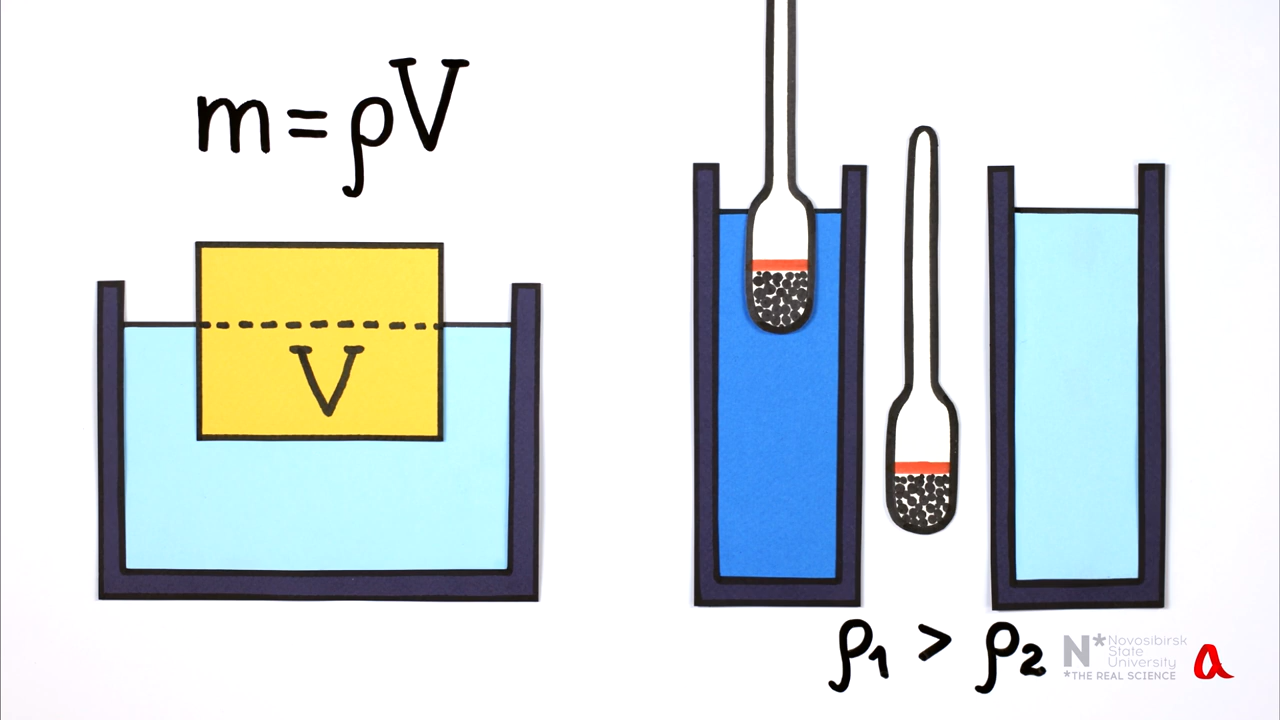 m = ρV
V
ρ₁ > ρ₂
N* Novosibirsk
State
University
*THE REAL SCIENCE
a